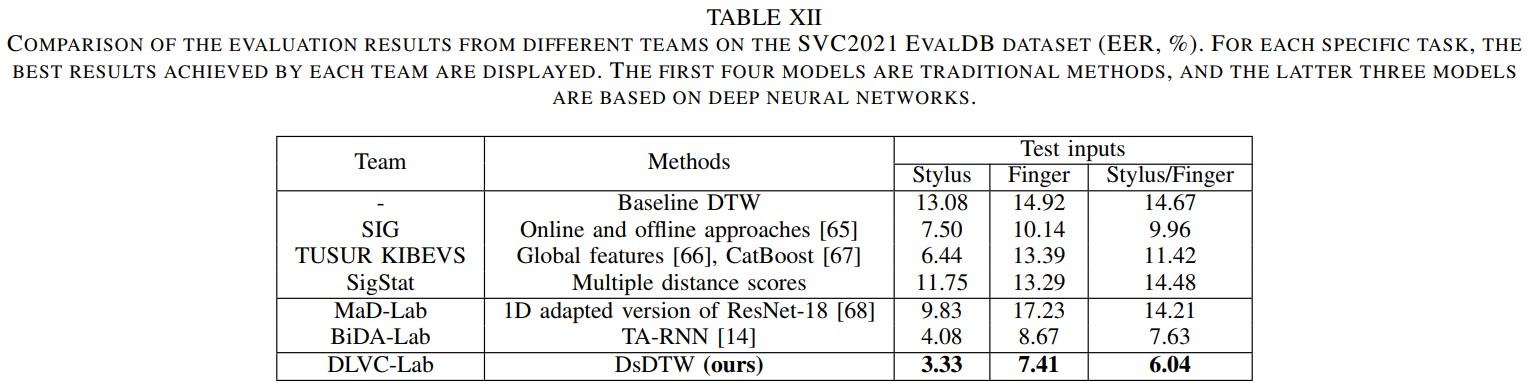 TABLE XII
COMPARISON OF THE EVALUATION RESULTS FROM DIFFERENT TEAMS ON THE SVC2021 EVALDB DATASET (EER, %). FOR EACH SPECIFIC TASK, THE
BEST RESULTS ACHIEVED BY EACH TEAM ARE DISPLAYED. THE FIRST FOUR MODELS ARE TRADITIONAL METHODS, AND THE LATTER THREE MODELS
ARE BASED ON DEEP NEURAL NETWORKS.
Team Methods Test inputs
Stylus Finger Stylus/Finger
- Baseline DTW 13.08 14.92 14.67
SIG Online and offline approaches [65] 7.50 10.14 9.96
TUSUR KIBEVS Global features [66], CatBoost [67] 6.44 13.39 11.42
SigStat Multiple distance scores 11.75 13.29 14.48
MaD-Lab 1D adapted version of ResNet-18 [68] 9.83 17.23 14.21
BiDA-Lab TA-RNN [14] 4.08 8.67 7.63
DLVC-Lab DsDTW (ours) 3.33 7.41 6.04